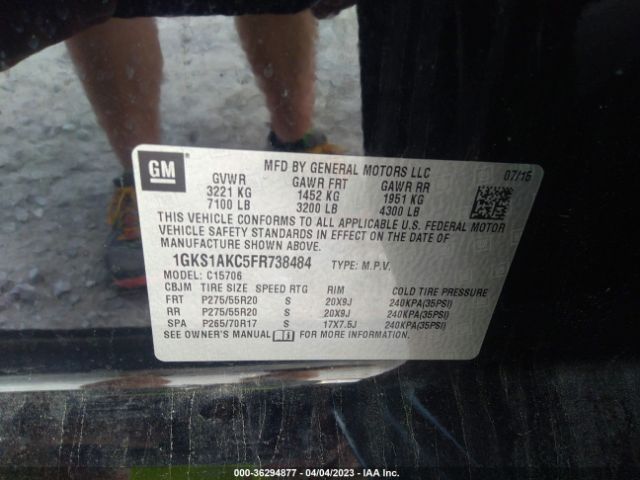 GM
MFD BY GENERAL MOTORS LLC
07/15
GVWR GAWR FRT GAWR RR
3221 KG 1452 KG 1951 KG
7100 LB 3200 LB 4300 LB
THIS VEHICLE CONFORMS TO ALL APPLICABLE U.S. FEDERAL MOTOR
VEHICLE SAFETY STANDARDS IN EFFECT ON THE DATE OF
MANUFACTURE SHOWN ABOVE.
1GKS1AKC5FR738484 TYPE: M.P.V.
MODEL: C15706
CBJM TIRE SIZE SPEED RTG RIM COLD TIRE PRESSURE
FRT P275/55R20 S 20X9J 240KPA(35PSI)
RR P275/55R20 S 20X9J 240KPA(35PSI)
SPA P265/70R17 S 17X7.5J 240KPA(35PSI)
SEE OWNER'S MANUAL FOR MORE INFORMATION.
000-36294877 - 04/04/2023 - IAA Inc.